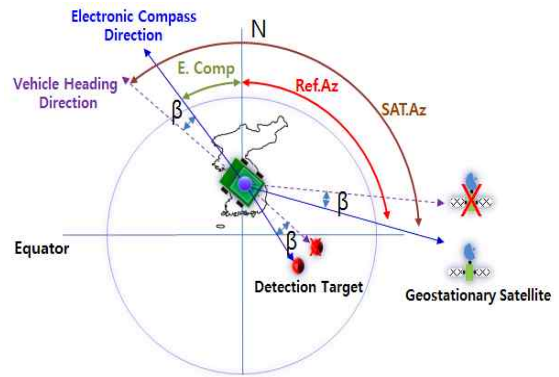 Electronic Compass
Direction
N
E. Comp
Vehicle Heading
Direction
Ref.Az
SAT.Az
β
β
β
Equator
Detection Target
Geostationary Satellite